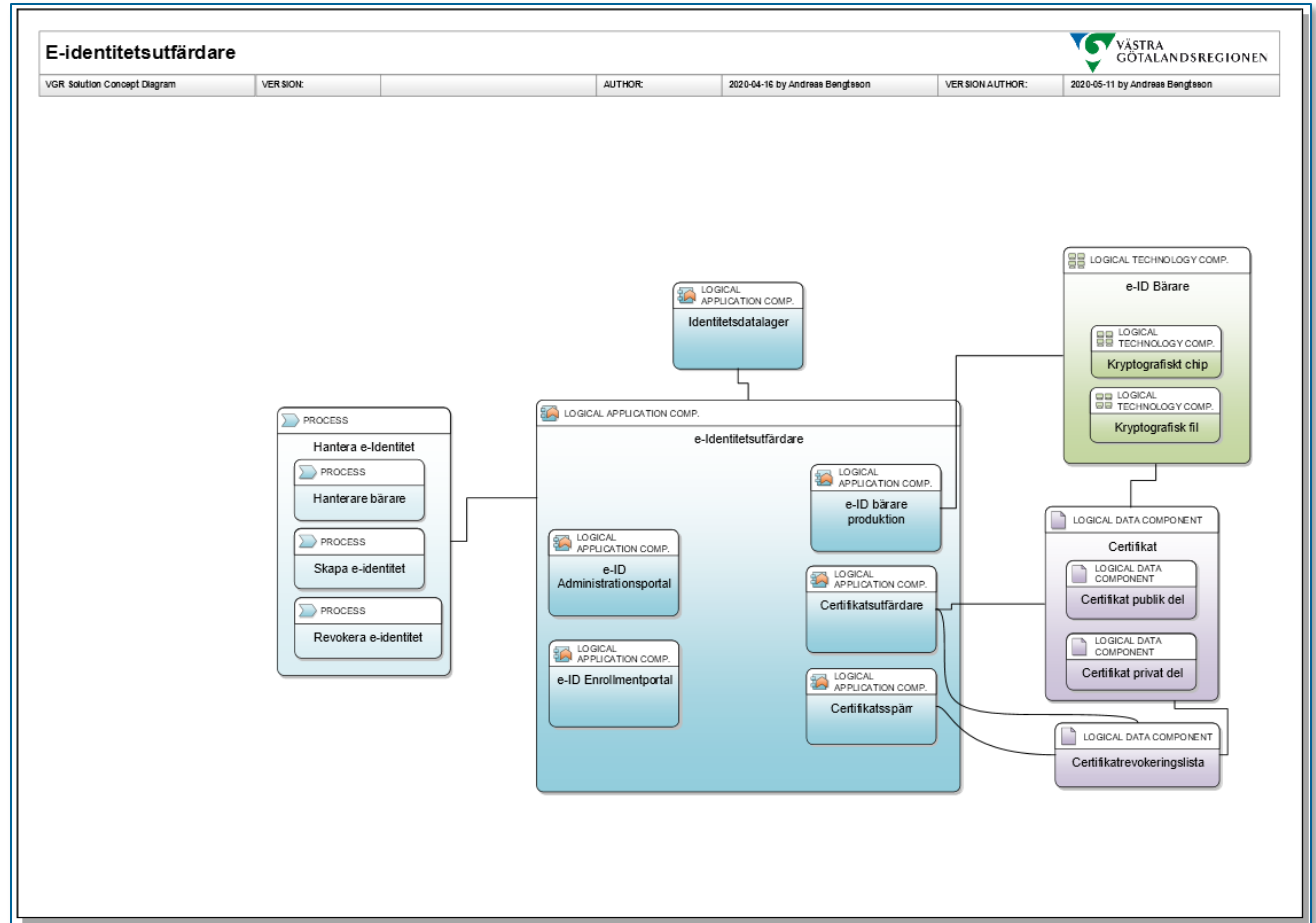 E-identitetsutfärdare
VÄSTRA
GÖTALANDSREGIONEN
VGR Solution Concept Diagram VERSION: AUTHOR: 2020-04-16 by Andreas Bengtsson VERSION AUTHOR: 2020-05-11 by Andreas Bengtsson
LOGICAL TECHNOLOGY COMP.
e-ID Bärare
LOGICAL
TECHNOLOGY COMP.
Kryptografiskt chip
LOGICAL
TECHNOLOGY COMP.
Kryptografisk fil
LOGICAL
APPLICATION COMP.
Identitetsdatalager
PROCESS
Hantera e-Identitet
PROCESS
Hanterare bärare
PROCESS
Skapa e-identitet
PROCESS
Revokera e-identitet
LOGICAL APPLICATION COMP.
e-Identitetsutfärdare
LOGICAL
APPLICATION COMP.
e-ID bärare
produktion
LOGICAL
APPLICATION COMP.
e-ID
Administrationsportal
LOGICAL
APPLICATION COMP.
Certifikatsutfärdare
LOGICAL
APPLICATION COMP.
e-ID Enrollmentportal
LOGICAL
APPLICATION COMP.
Certifikatsspärr
LOGICAL DATA COMPONENT
Certifikat
LOGICAL DATA
COMPONENT
Certifikat publik del
LOGICAL DATA
COMPONENT
Certifikat privat del
LOGICAL DATA COMPONENT
Certifikatrevokeringslista